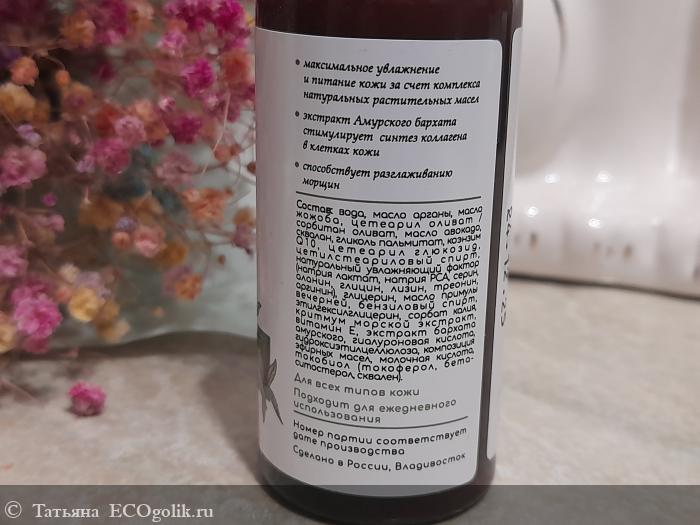 • максимальное увлажнение
и питание кожи за счет комплекса
натуральных растительных масел
• экстракт Амурского бархата
стимулирует синтез коллагена
в клетках кожи
• способствует разглаживанию
морщин
Состав: вода, масло арганы, масло
жожоба, цетеарил оливат /
сорбитан оливат, масло авокадо,
сквалан, гликоль пальмитат, коэнзим
Q10, цетеарил глюкозид,
цетилстеариловый спирт,
натуральный увлажняющий фактор
(натрия лактат, натрия PCA, серин,
аланин, глицин, лизин, треонин,
аргинин), глицерин, масло примулы
вечерней, бензиловый спирт,
этилгексилглицерин, сорбат калия,
критмум морской экстракт,
витамин Е, экстракт бархата
амурского, гиалуроновая кислота,
гидроксиэтилцеллюлоза, композиция
эфирных масел, молочная кислота,
токобиол (токоферол, бета-
ситостерол, сквален).
Для всех типов кожи
Подходит для ежедневного
использования
Номер партии соответствует
дате производства
Сделано в России, Владивосток
© Татьяна ECOgolik.ru